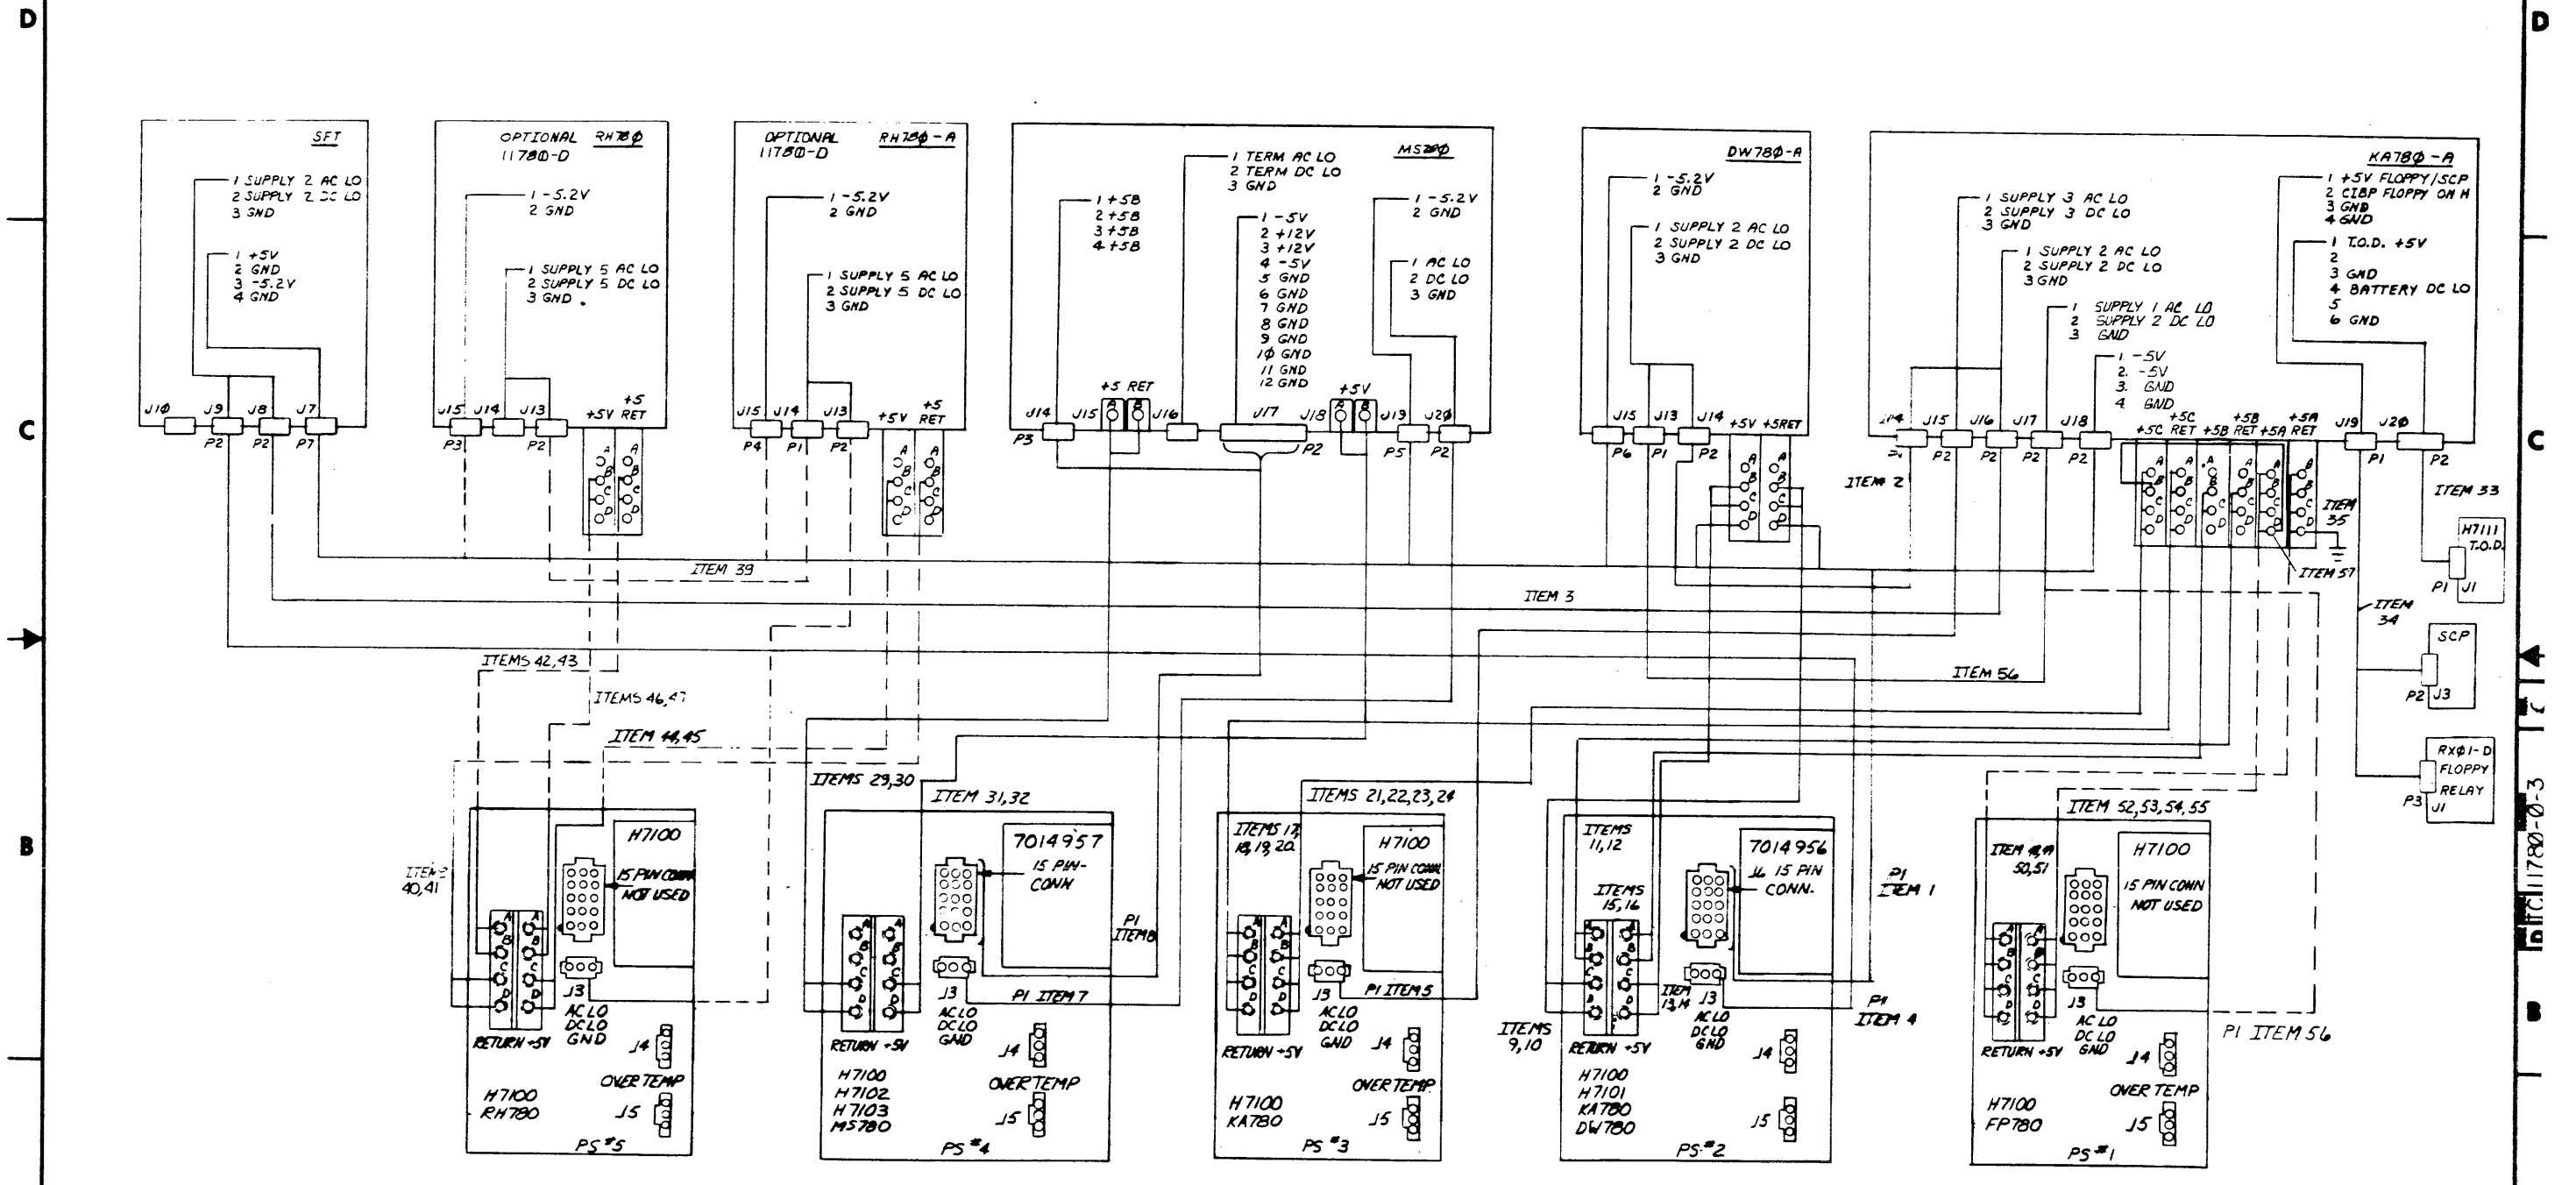 D
D
SFT
1 SUPPLY 2 AC LO
2 SUPPLY 2 DC LO
3 GND
1 +5V
2 GND
3 -5.2V
4 GND
J10
J9
J8
J7
P2
P2
P7
OPTIONAL RH780
11780-D
1 -5.2V
2 GND
1 SUPPLY 5 AC LO
2 SUPPLY 5 DC LO
3 GND
J15
J14
J13
+5V
+5
RET
P3
P2
A
B
C
D
A
B
C
D
OPTIONAL RH780-A
11780-D
1 -5.2V
2 GND
1 SUPPLY 5 AC LO
2 SUPPLY 5 DC LO
3 GND
J15
J14
J13
+5V
+5
RET
P4
P1
P2
A
B
C
D
A
B
C
D
MS780
1 TERM AC LO
2 TERM DC LO
3 GND
1 +5B
2 +5B
3 +5B
4 +5B
1 -5V
2 +12V
3 +12V
4 -5V
5 GND
6 GND
7 GND
8 GND
9 GND
10 GND
11 GND
12 GND
1 -5.2V
2 GND
1 AC LO
2 DC LO
3 GND
+5 RET
+5V
A
B
A
B
J14
J15
J16
J17
J18
J19
J20
P3
P2
P5
P2
DW780-A
1 -5.2V
2 GND
1 SUPPLY 2 AC LO
2 SUPPLY 2 DC LO
3 GND
J15
J13
J14
+5V
+5RET
P6
P1
P2
A
B
C
D
A
B
C
D
KA780-A
1 +5V FLOPPY/SCP
2 CIBP FLOPPY ON H
3 GND
4 GND
1 T.O.D. +5V
2
3 GND
4 BATTERY DC LO
5
6 GND
1 SUPPLY 3 AC LO
2 SUPPLY 3 DC LO
3 GND
1 SUPPLY 2 AC LO
2 SUPPLY 2 DC LO
3 GND
1 SUPPLY 1 AC LO
2 SUPPLY 2 DC LO
3 GND
1. -5V
2. -5V
3. GND
4 GND
J15
J16
J17
J18
+5C
+5C
RET
+5B
+5B
RET
+5A
+5A
RET
J19
J20
P2
P2
P2
P2
P1
P2
C
C
ITEM 2
ITEM 33
ITEM
35
H7111
T.O.D.
P1
J1
ITEM 57
ITEM 39
ITEM 3
ITEM
34
SCP
P2
J3
ITEM 56
ITEMS 42,43
ITEMS 46,47
ITEM 44,45
RX01-D
FLOPPY
RELAY
P3
J1
ITEMS 29,30
ITEM 31,32
ITEMS 21,22,23,24
ITEM 52,53,54,55
B
B
H7100
15 PIN CONN
NOT USED
40,41
A
B
C
D
A
B
C
D
J3
AC LO
DC LO
GND
RETURN +5V
J4
OVER TEMP
J5
H7100
RH780
PS #5
7014957
15 PIN-
CONN
P1
ITEM8
P1 ITEM 7
A
B
C
D
A
B
C
D
J3
AC LO
DC LO
GND
RETURN +5V
J4
OVER TEMP
J5
H7100
H7102
H7103
MS780
PS #4
ITEMS 17,
18,19,20
H7100
15 PIN CONN
NOT USED
A
B
C
D
A
B
C
D
J3
P1 ITEM 5
AC LO
DC LO
GND
RETURN +5V
J4
OVER TEMP
J5
H7100
KA780
PS #3
ITEMS
11,12
7014956
J6 15 PIN
CONN.
ITEMS
15,16
ITEM
13,14
P1
ITEM 1
P1
ITEM 4
ITEMS
9,10
J3
AC LO
DC LO
GND
RETURN +5V
J4
J5
H7100
H7101
KA780
DW780
PS #2
50,51
H7100
15 PIN CONN
NOT USED
J3
AC LO
DC LO
GND
RETURN +5V
J4
OVER TEMP
J5
P1 ITEM 56
H7100
FP780
PS #1
11780-0-3